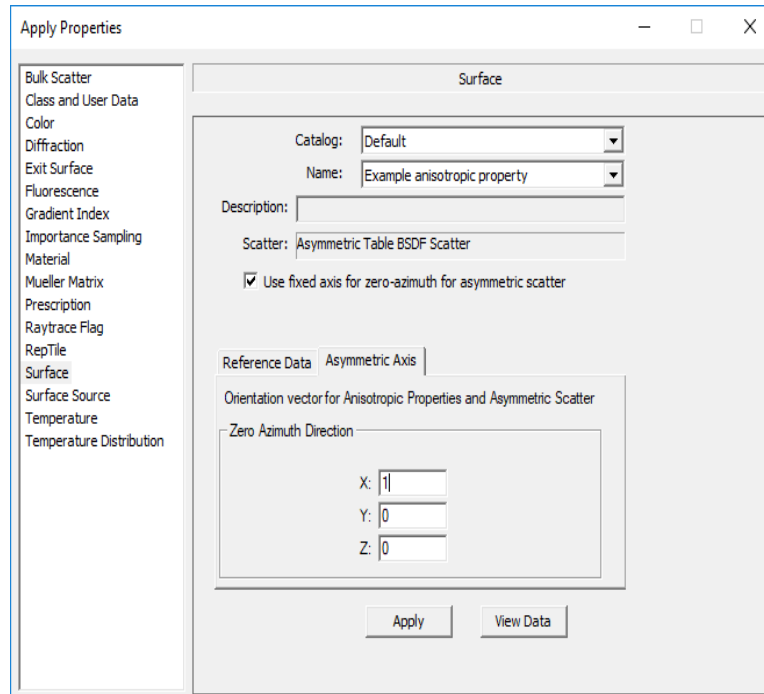 Apply Properties
Bulk Scatter
Class and User Data
Color
Diffraction
Exit Surface
Fluorescence
Gradient Index
Importance Sampling
Material
Mueller Matrix
Prescription
Raytrace Flag
RepTile
Surface
Surface Source
Temperature
Temperature Distribution
Surface
Catalog: Default
Name: Example anisotropic property
Description:
Scatter: Asymmetric Table BSDF Scatter
Use fixed axis for zero-azimuth for asymmetric scatter
Reference Data Asymmetric Axis
Orientation vector for Anisotropic Properties and Asymmetric Scatter
Zero Azimuth Direction
X: 1
Y: 0
Z: 0
Apply View Data